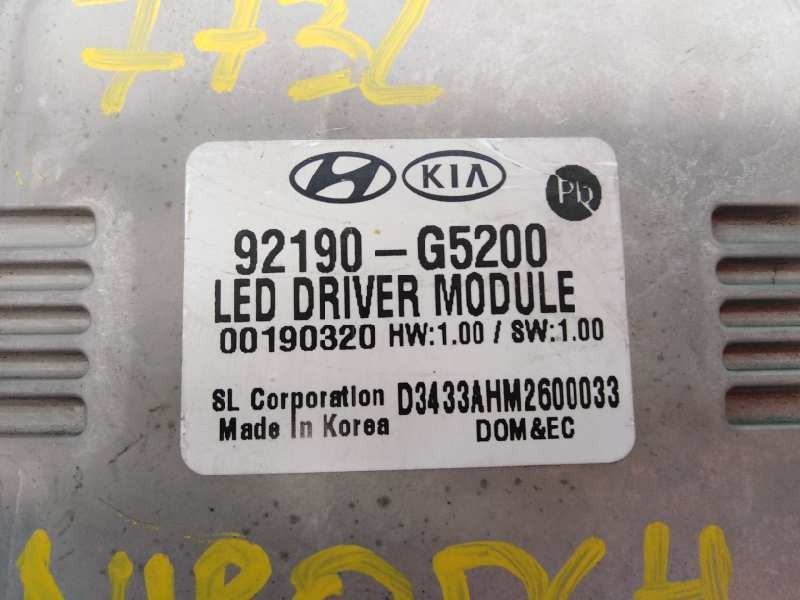 7732
KIA Pb
92190-G5200
LED DRIVER MODULE
00190320 HW:1.00 / SW:1.00
SL Corporation D3433AHM2600033
Made In Korea DOM&EC